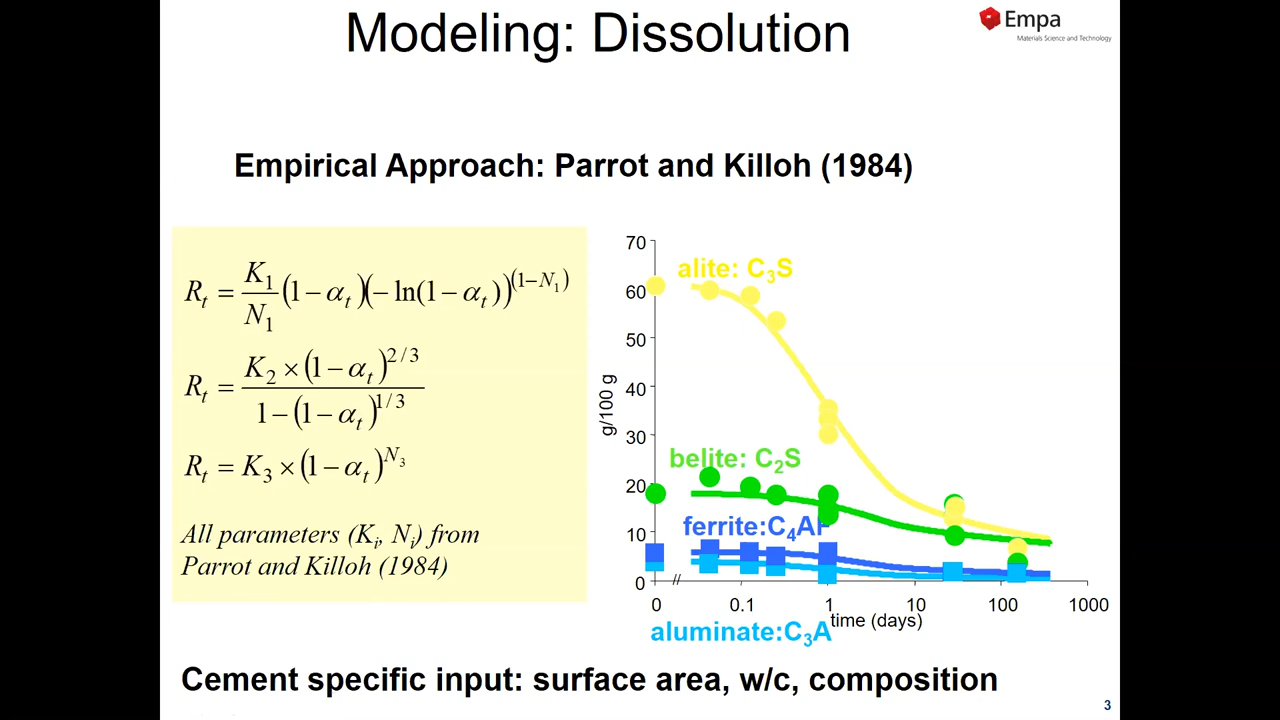 Modeling: Dissolution
Empa
Materials Science and Technology
Empirical Approach: Parrot and Killoh (1984)
R_t = K_1/N_1 (1 − α_t)(− ln(1 − α_t))^(1−N_1)
R_t = K_2 × (1 − α_t)^2/3 / 1 − (1 − α_t)^1/3
R_t = K_3 × (1 − α_t)^N_3
All parameters (K_i, N_i) from
Parrot and Killoh (1984)
g/100 g
70
60
50
40
30
20
10
0
alite: C3S
belite: C2S
ferrite:C4AF
0 0.1 1 10 100 1000
time (days)
aluminate:C3A
Cement specific input: surface area, w/c, composition
3